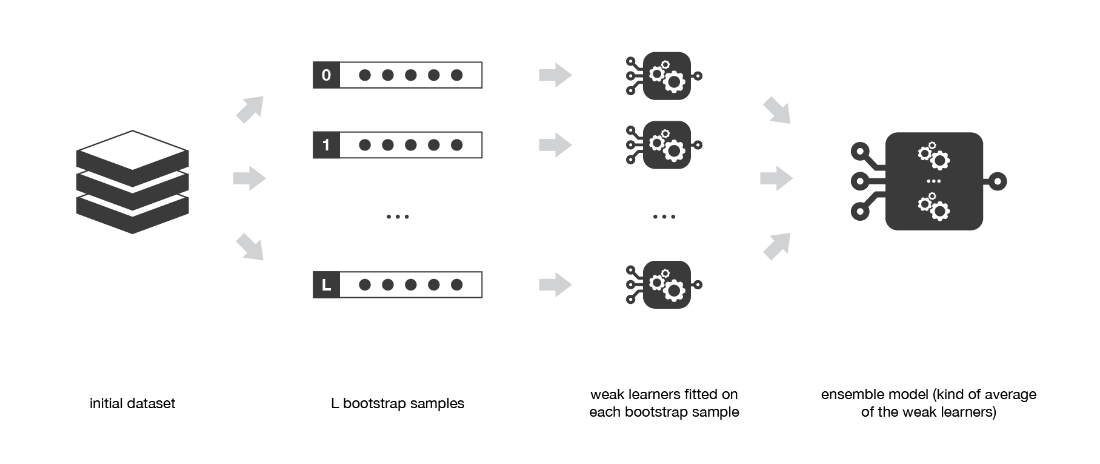 0
1
...
...
L
initial dataset
L bootstrap samples
weak learners fitted on
each bootstrap sample
ensemble model (kind of average
of the weak learners)